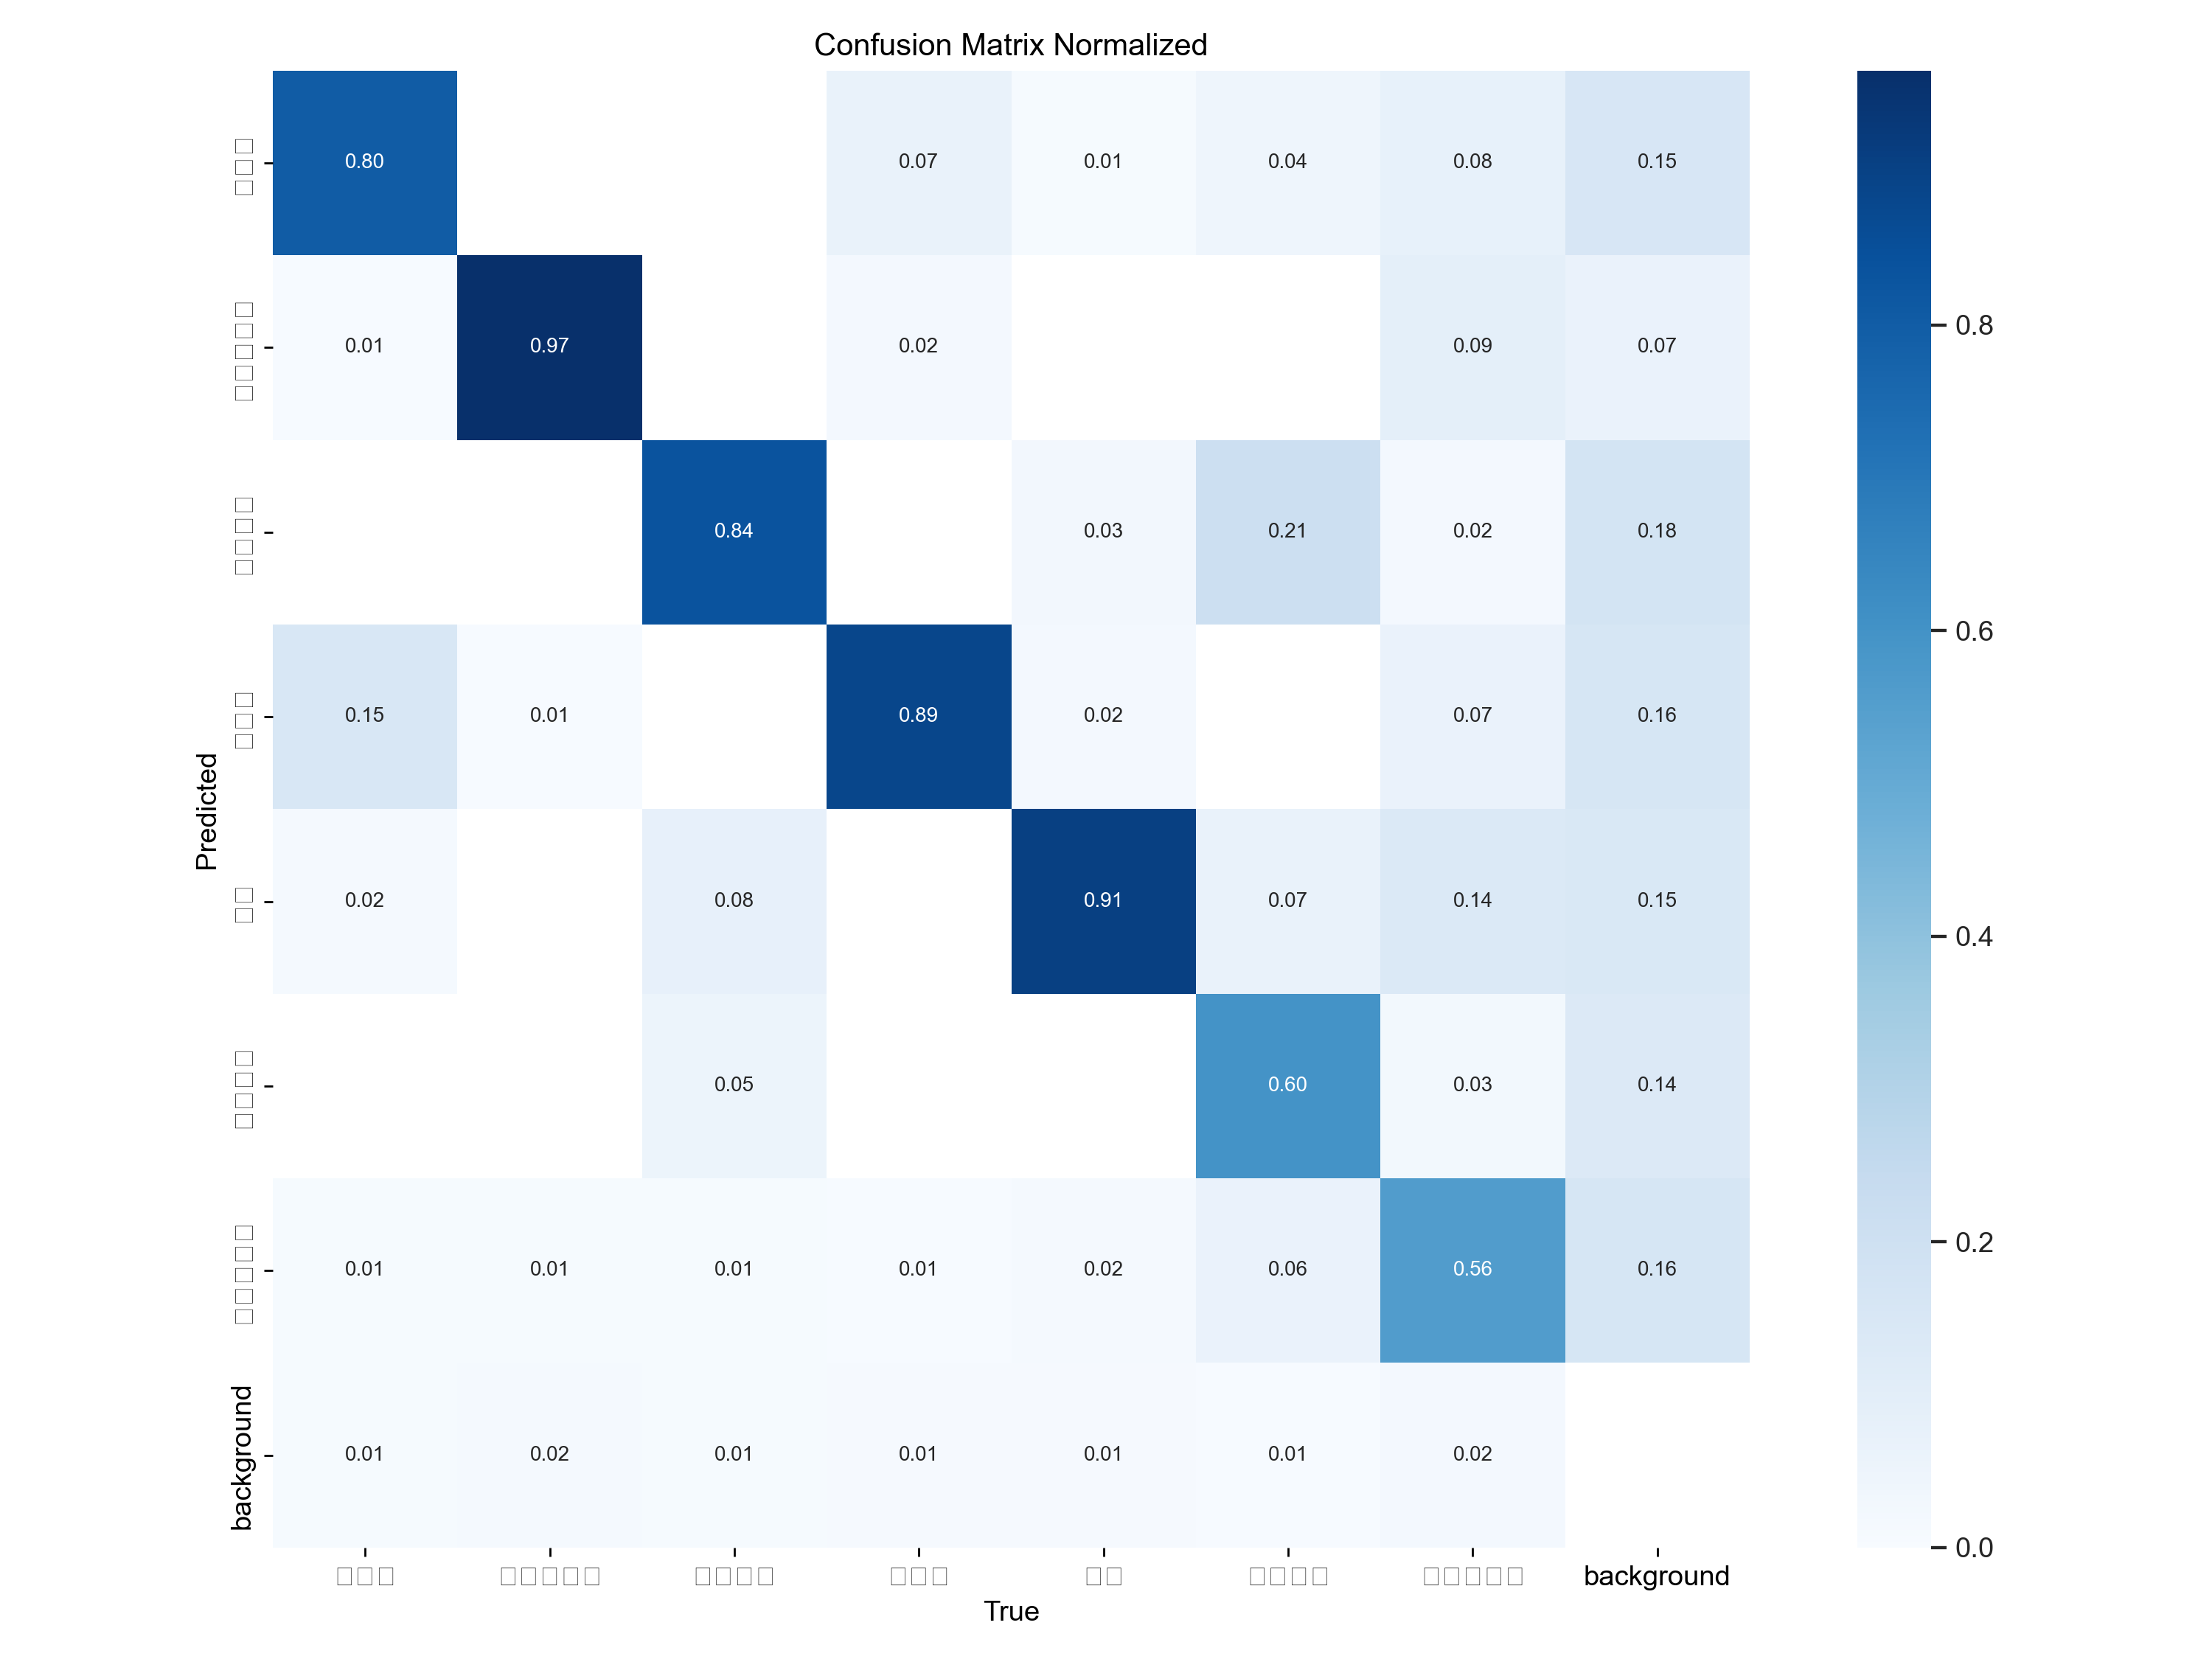 Confusion Matrix Normalized
0.80 0.07 0.01 0.04 0.08 0.15
0.01 0.97 0.02 0.09 0.07
0.84 0.03 0.21 0.02 0.18
0.15 0.01 0.89 0.02 0.07 0.16
0.02 0.08 0.91 0.07 0.14 0.15
0.05 0.60 0.03 0.14
0.01 0.01 0.01 0.01 0.02 0.06 0.56 0.16
background 0.01 0.02 0.01 0.01 0.01 0.01 0.02
Predicted
background
True
0.8
0.6
0.4
0.2
0.0